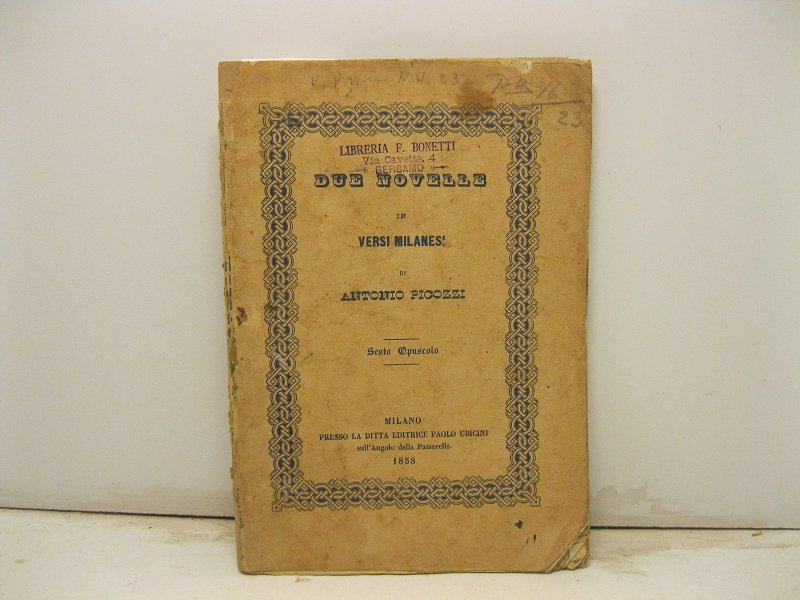 23
LIBRERIA F. BONETTI
Via Cavette, 4
BERGAMO
DUE NOVELLE
IN
VERSI MILANESI
DI
ANTONIO PICOZZI
Sesto Opuscolo
MILANO
PRESSO LA DITTA EDITRICE PAOLO UBICINI
sull'Angolo della Passarella.
1858